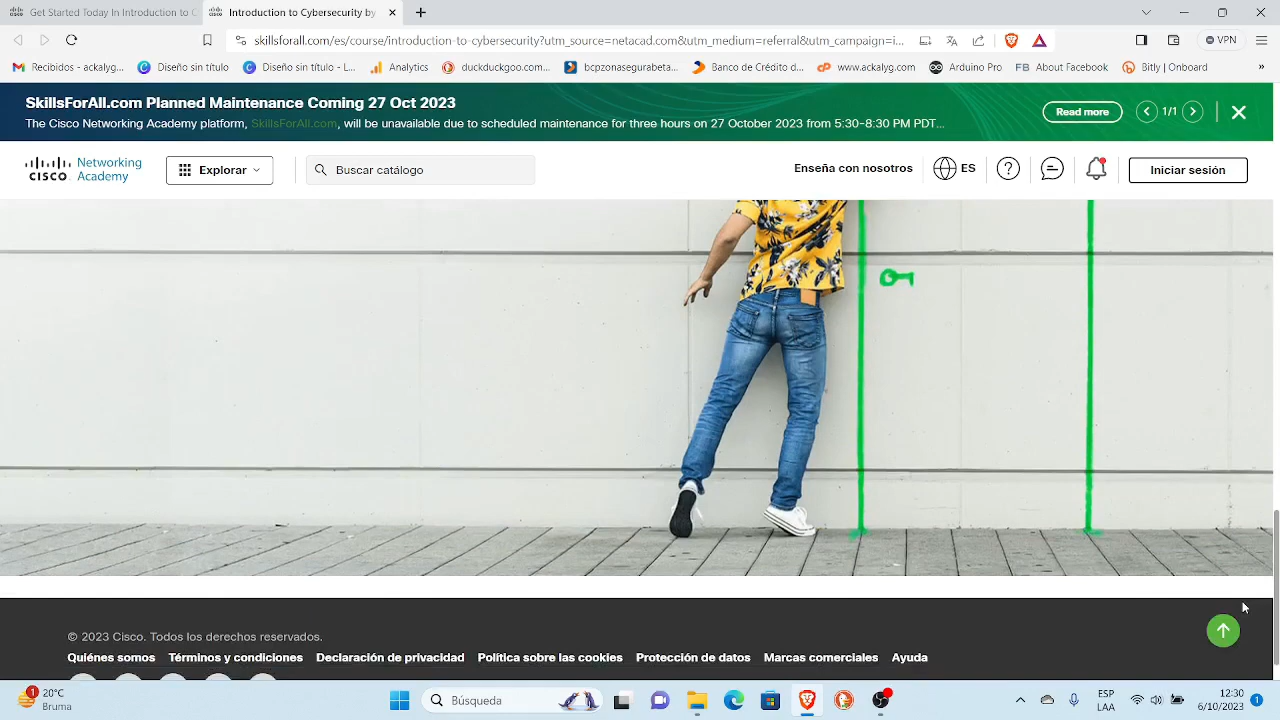 Get Started Today In Introduction to C
Introduction to Cybersecurity by
skillsforall.com/es/course/introduction-to-cybersecurity?utm_source=netacad.com&utm_medium=referral&utm_campaign=i...
VPN
Recibidos - ackalyg...
Diseño sin título
Diseño sin título - L...
Analytics
duckduckgoo.com...
bcpzonasegurabeta...
Banco de Crédito d...
www.ackalyg.com
Arduino Pro
FB About Facebook
Bitly | Onboard
»
SkillsForAll.com Planned Maintenance Coming 27 Oct 2023
The Cisco Networking Academy platform, SkillsForAll.com, will be unavailable due to scheduled maintenance for three hours on 27 October 2023 from 5:30-8:30 PM PDT...
Read more
1/1
CISCO Networking Academy
Explorar
Buscar catálogo
Enseña con nosotros
ES
Iniciar sesión
© 2023 Cisco. Todos los derechos reservados.
Quiénes somos Términos y condiciones Declaración de privacidad Política sobre las cookies Protección de datos Marcas comerciales Ayuda
1
20°C
Bruma
Búsqueda
ESP
LAA
12:30
6/10/2023
1